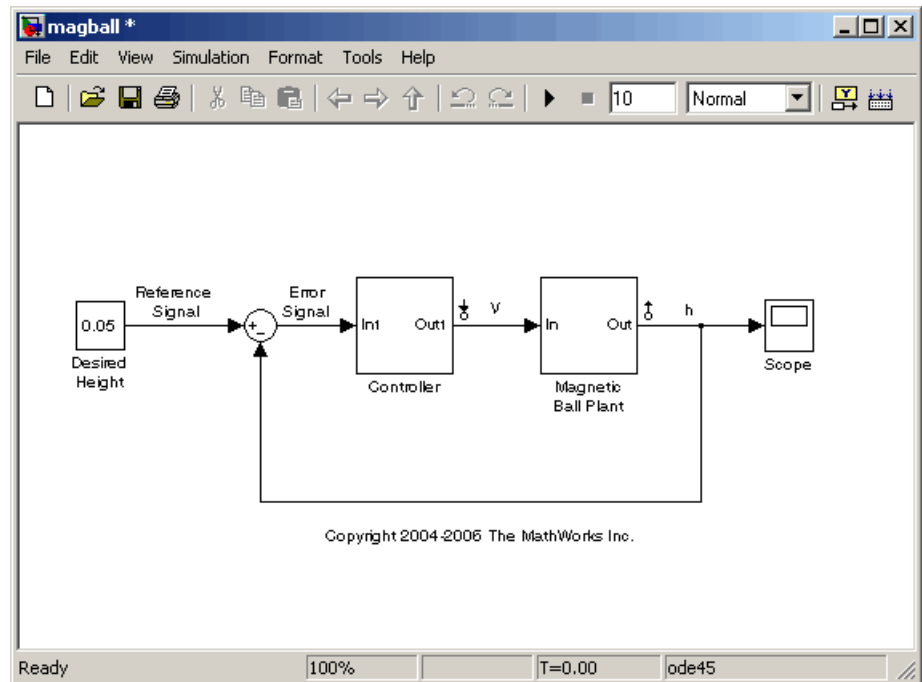 magball *
File Edit View Simulation Format Tools Help
10 Normal
Reference
Signal
Error
Signal
0.05
Desired
Height
+
−
In1 Out1
Controller
V
In Out
Magnetic
Ball Plant
h
Scope
Copyright 2004-2006 The MathWorks Inc.
Ready 100% T=0.00 ode45